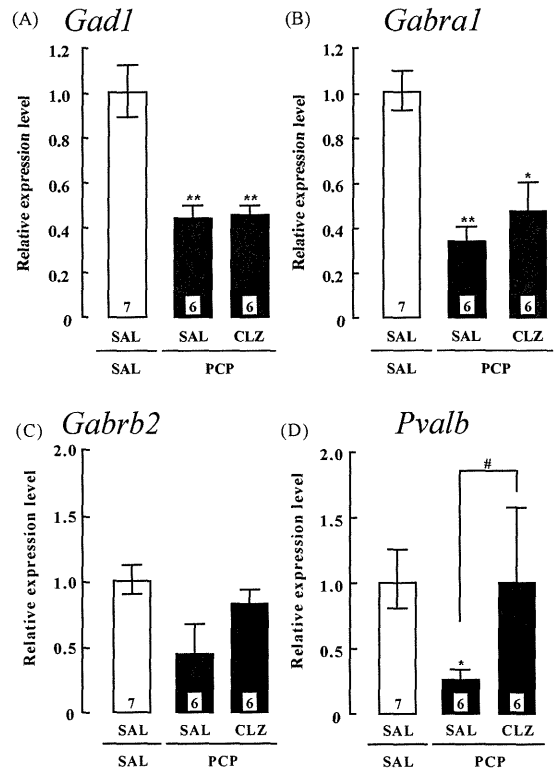 (A) Gad1
Relative expression level
1.2
1.0
0.8
0.6
0.4
0.2
0
** **
7 6 6
SAL SAL CLZ
SAL PCP
(B) Gabra1
Relative expression level
1.2
1.0
0.8
0.6
0.4
0.2
0
** *
7 6 6
SAL SAL CLZ
SAL PCP
(C) Gabrb2
Relative expression level
2.0
1.5
1.0
0.5
0
7 6 6
SAL SAL CLZ
SAL PCP
(D) Pvalb
Relative expression level
2.0
1.5
1.0
0.5
0
#
*
7 6 6
SAL SAL CLZ
SAL PCP